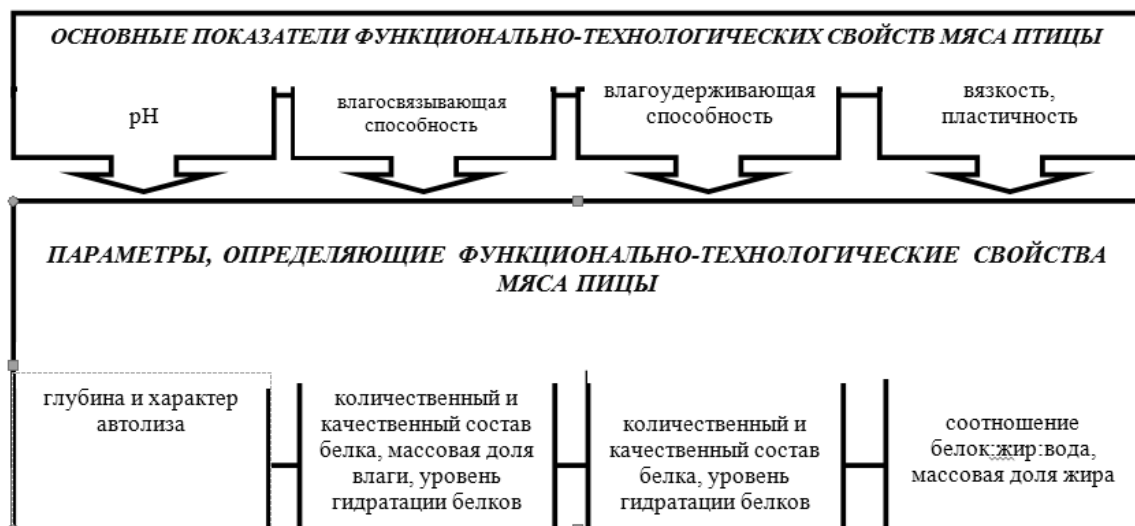 ОСНОВНЫЕ ПОКАЗАТЕЛИ ФУНКЦИОНАЛЬНО-ТЕХНОЛОГИЧЕСКИХ СВОЙСТВ МЯСА ПТИЦЫ
pH
влагосвязывающая
способность
влагоудерживающая
способность
вязкость,
пластичность
ПАРАМЕТРЫ, ОПРЕДЕЛЯЮЩИЕ ФУНКЦИОНАЛЬНО-ТЕХНОЛОГИЧЕСКИЕ СВОЙСТВА
МЯСА ПИЦЫ
глубина и характер
автолиза
количественный и
качественный состав
белка, массовая доля
влаги, уровень
гидратации белков
количественный и
качественный состав
белка, уровень
гидратации белков
соотношение
белок:жир:вода,
массовая доля жира